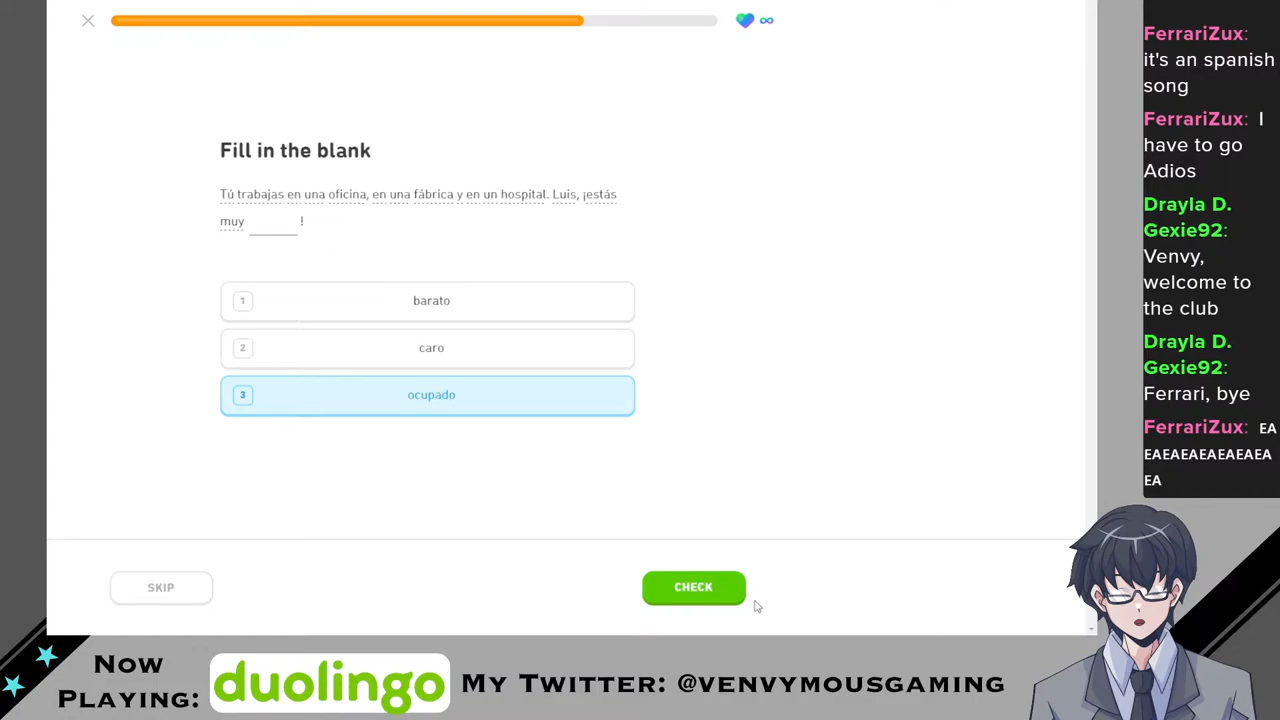 ∞
Fill in the blank
Tú trabajas en una oficina, en una fábrica y en un hospital. Luis, ¡estás
muy ______ !
1 barato
2 caro
3 ocupado
SKIP
CHECK
FerrariZux:
it's an spanish
song
FerrariZux: I
have to go
Adios
Drayla D.
Gexie92:
Venvy,
welcome to
the club
Drayla D.
Gexie92:
Ferrari, bye
FerrariZux: EA
EAEAEAEAEAEAEA
EA
Now
Playing:
duolingo
My Twitter: @venvymousgaming